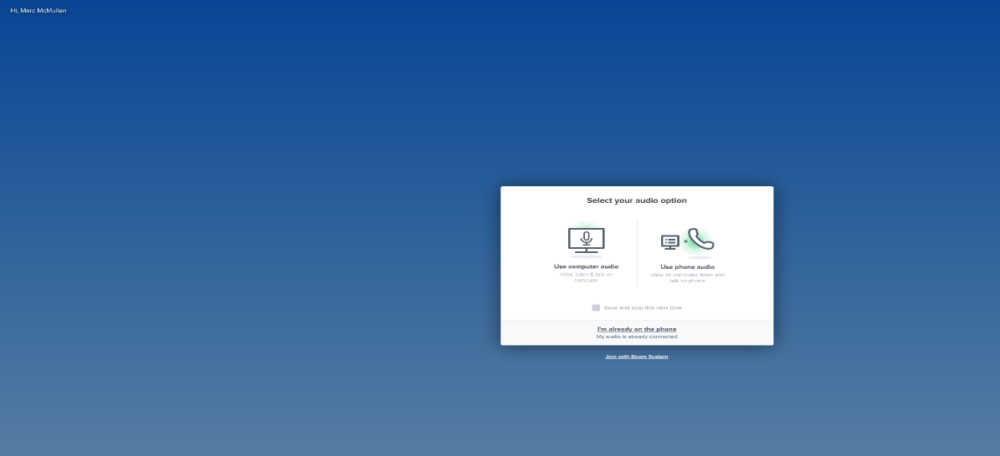 Hi, Marc McMullen
Select your audio option
Use computer audio
View, listen & talk on
computer
Use phone audio
View on computer, listen and
talk on phone
Save and skip this next time
I'm already on the phone
My audio is already connected
Join with Room System